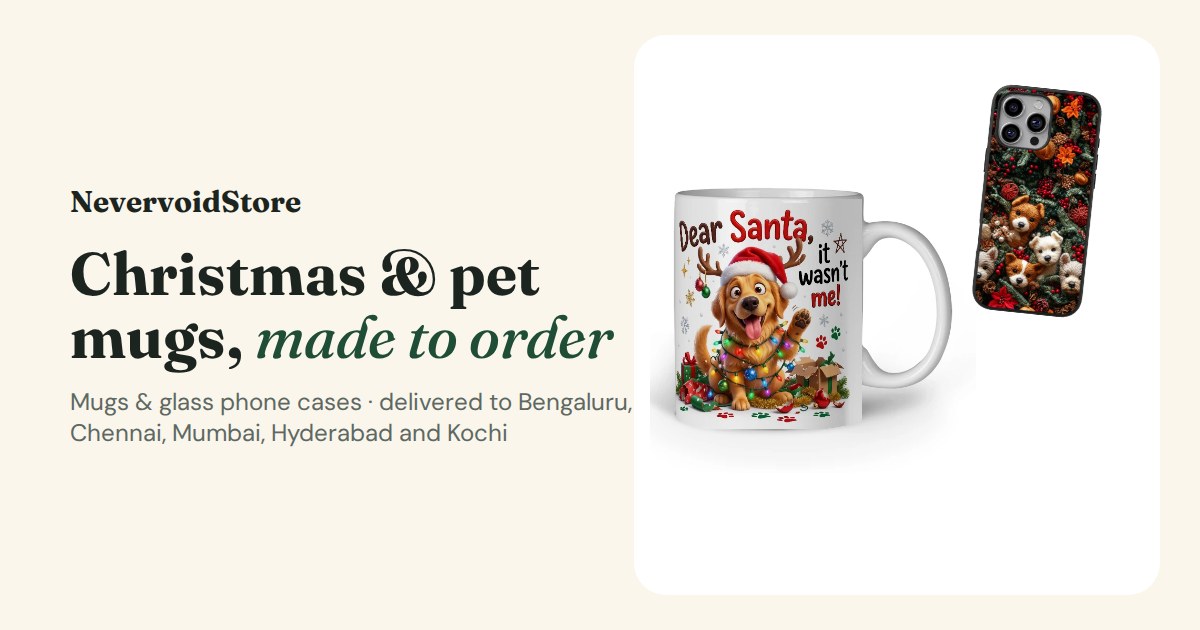 NevervoidStore
Christmas & pet
mugs, made to order
Mugs & glass phone cases · delivered to Bengaluru,
Chennai, Mumbai, Hyderabad and Kochi
Dear Santa,
it
wasn't
me!